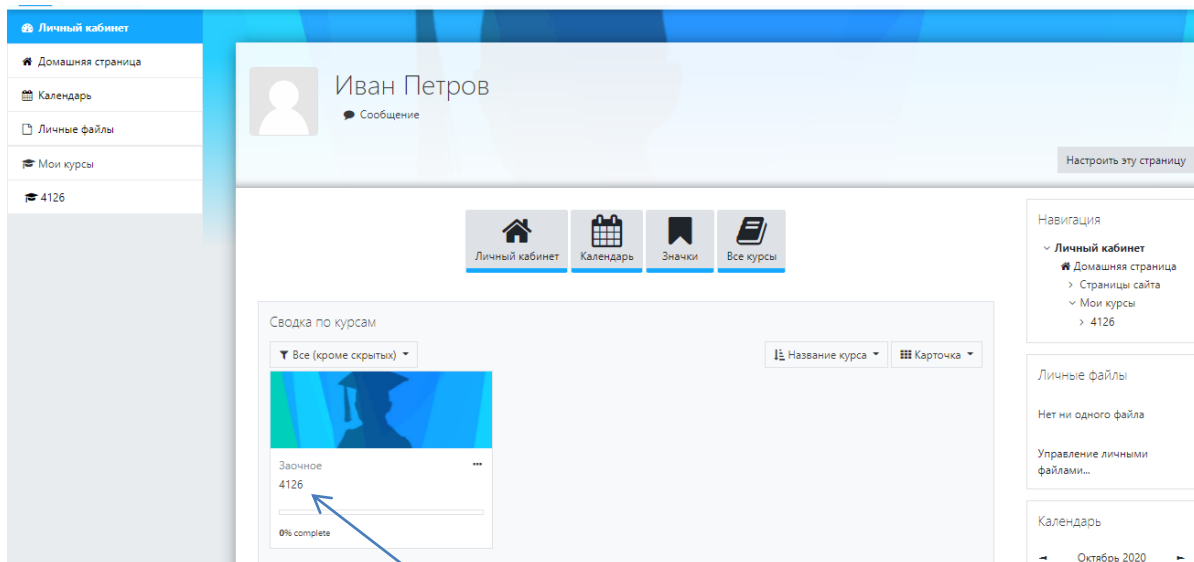 Личный кабинет
Домашняя страница
Календарь
Личные файлы
Мои курсы
4126
Иван Петров
Сообщение
Настроить эту страницу
Личный кабинет
Календарь
Значки
Все курсы
Сводка по курсам
Все (кроме скрытых)
Название курса
Карточка
Заочное
4126
0% complete
Навигация
Личный кабинет
Домашняя страница
Страницы сайта
Мои курсы
4126
Личные файлы
Нет ни одного файла
Управление личными
файлами...
Календарь
Октябрь 2020